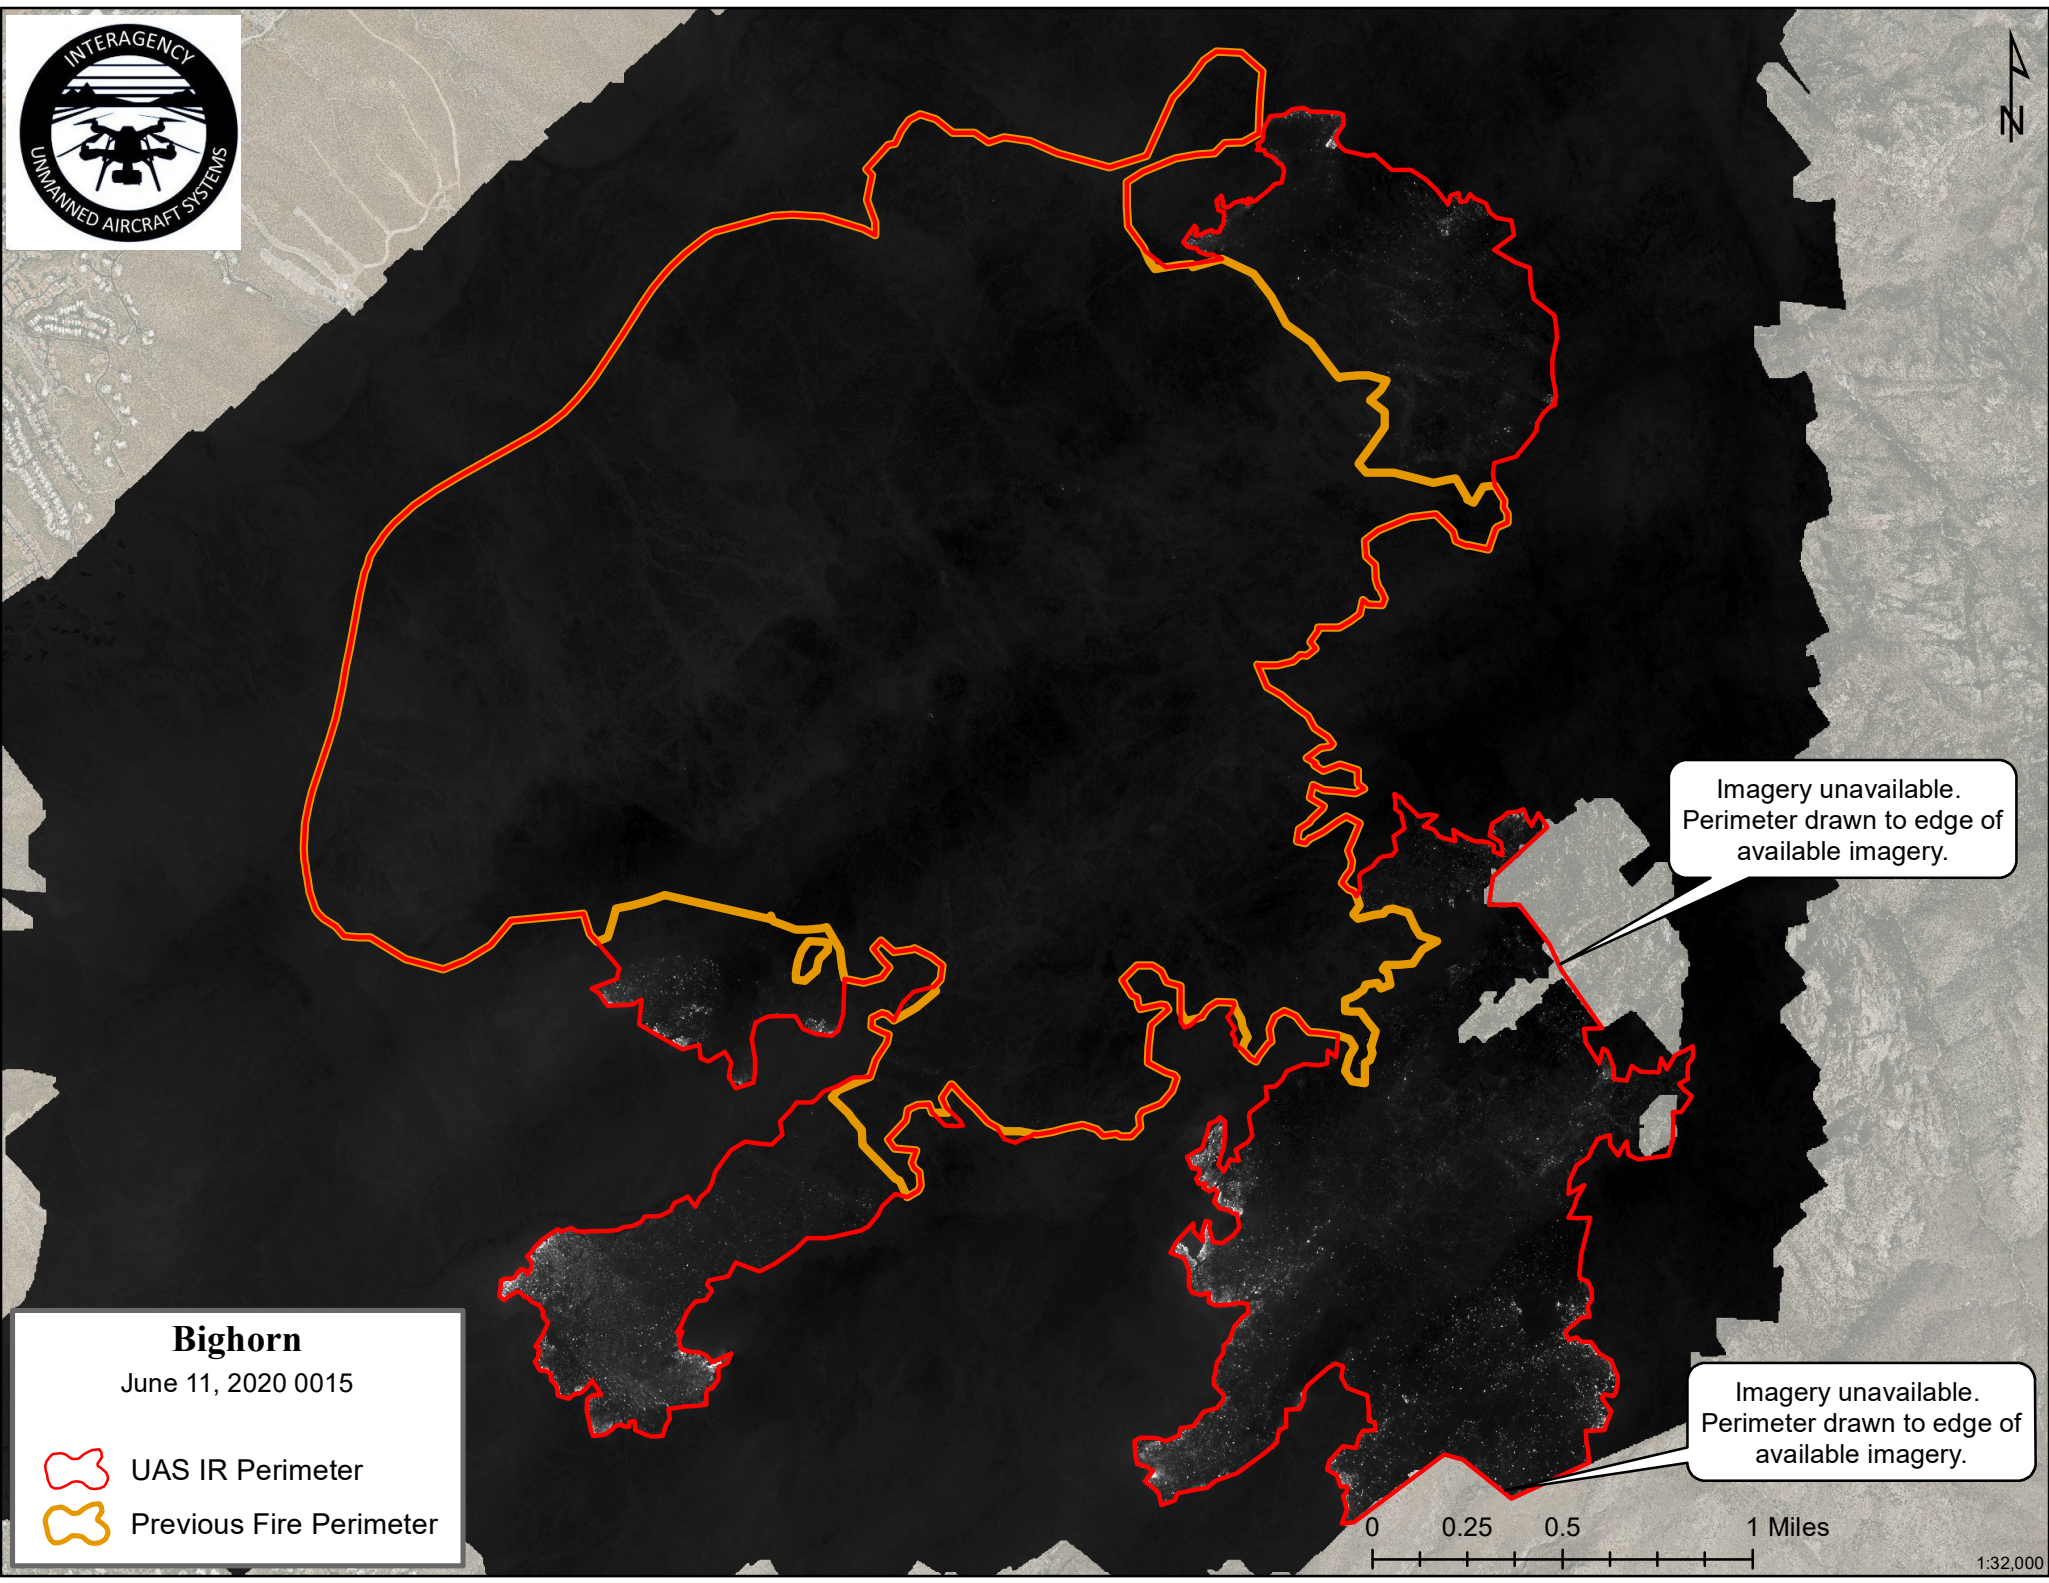 INTERAGENCY
UNMANNED AIRCRAFT SYSTEMS
N
Imagery unavailable.
Perimeter drawn to edge of
available imagery.
Imagery unavailable.
Perimeter drawn to edge of
available imagery.
Bighorn
June 11, 2020 0015
UAS IR Perimeter
Previous Fire Perimeter
0 0.25 0.5 1 Miles
1:32,000